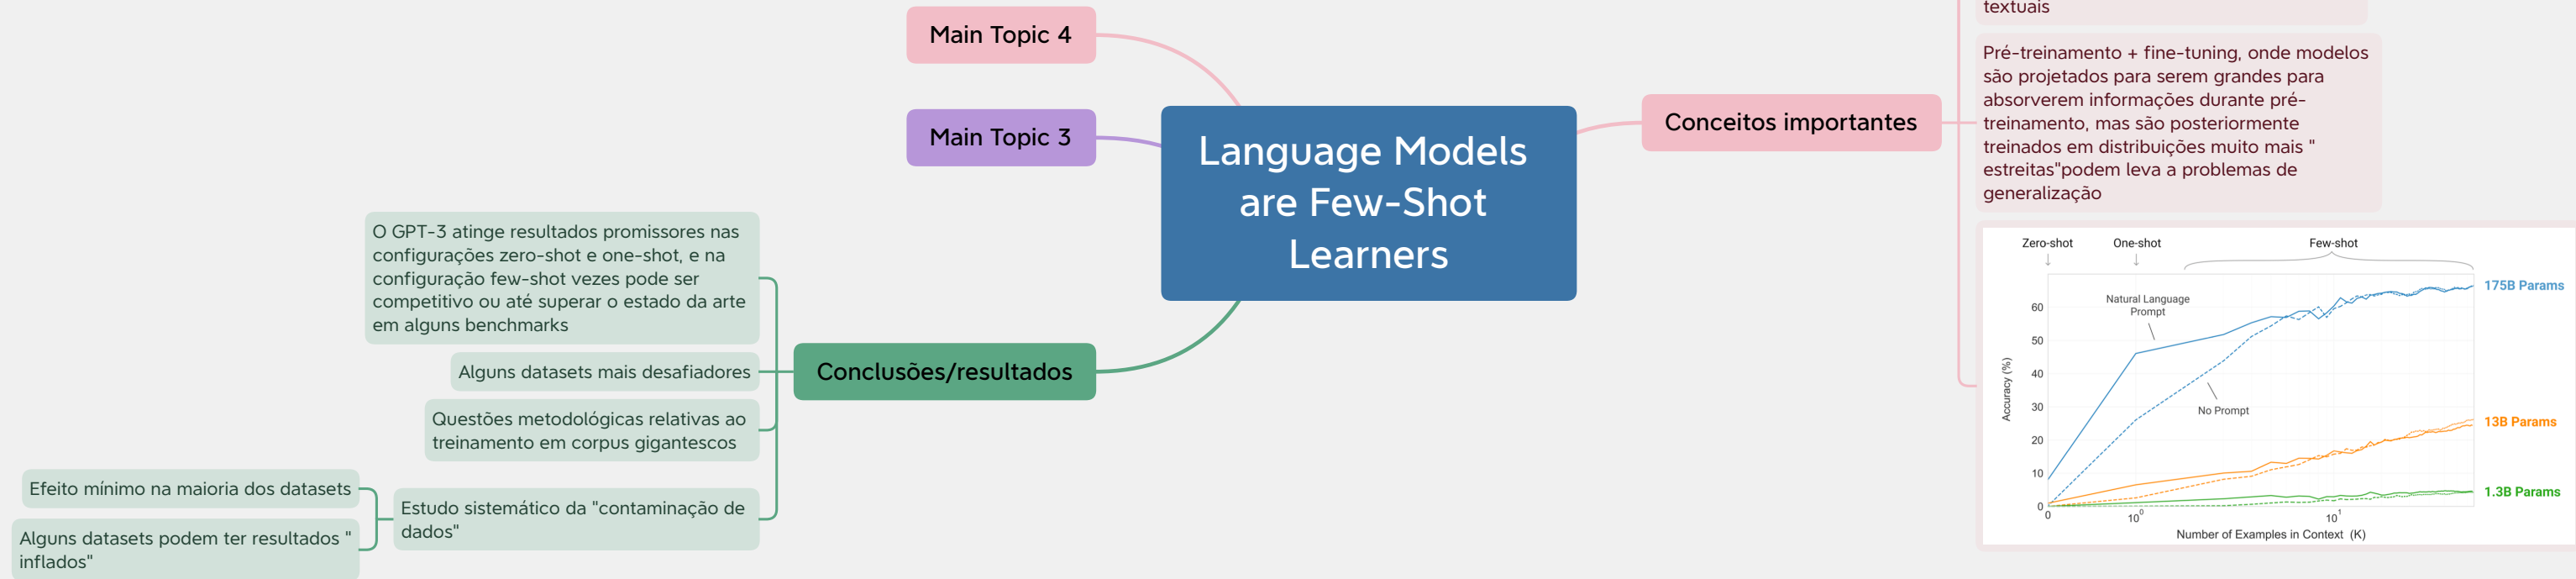 Main Topic 4
Main Topic 3
Language Models
are Few-Shot
Learners
O GPT-3 atinge resultados promissores nas
configurações zero-shot e one-shot, e na
configuração few-shot vezes pode ser
competitivo ou até superar o estado da arte
em alguns benchmarks
Alguns datasets mais desafiadores
Questões metodológicas relativas ao
treinamento em corpus gigantescos
Conclusões/resultados
Efeito mínimo na maioria dos datasets
Alguns datasets podem ter resultados "
inflados"
Estudo sistemático da "contaminação de
dados"
Conceitos importantes
textuais
Pré-treinamento + fine-tuning, onde modelos
são projetados para serem grandes para
absorverem informações durante pré-
treinamento, mas são posteriormente
treinados em distribuições muito mais "
estreitas"podem leva a problemas de
generalização
Zero-shot One-shot Few-shot
175B Params
Natural Language
Prompt
No Prompt
13B Params
1.3B Params
Accuracy (%)
60
50
40
30
20
10
0
0 10^0 10^1
Number of Examples in Context (K)